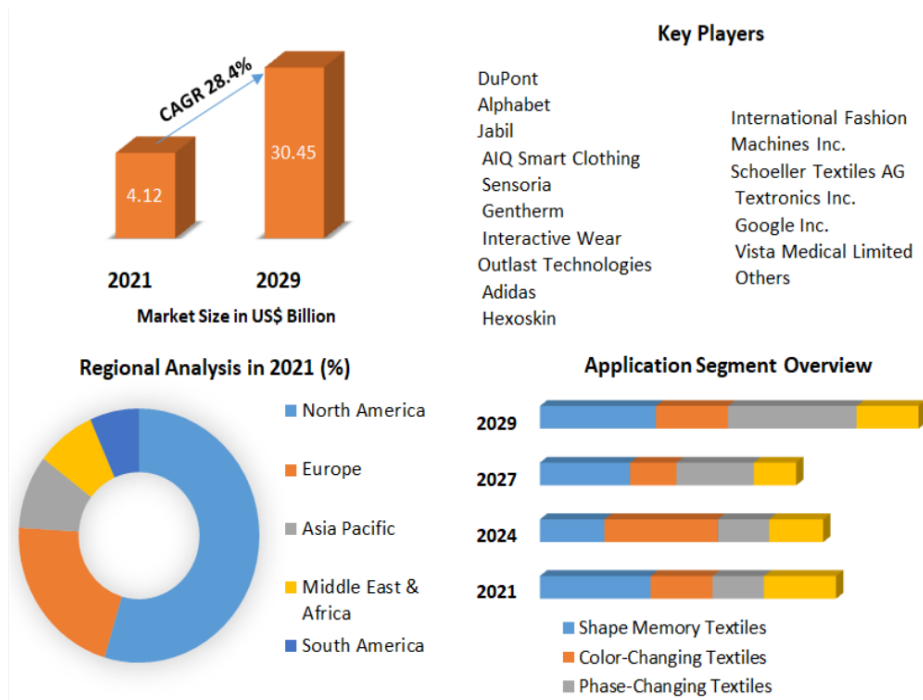 CAGR 28.4%
4.12
30.45
2021
2029
Market Size in US$ Billion
Key Players
DuPont
Alphabet
Jabil
AIQ Smart Clothing
Sensoria
Gentherm
Interactive Wear
Outlast Technologies
Adidas
Hexoskin
International Fashion
Machines Inc.
Schoeller Textiles AG
Textronics Inc.
Google Inc.
Vista Medical Limited
Others
Regional Analysis in 2021 (%)
North America
Europe
Asia Pacific
Middle East &
Africa
South America
Application Segment Overview
2029
2027
2024
2021
Shape Memory Textiles
Color-Changing Textiles
Phase-Changing Textiles